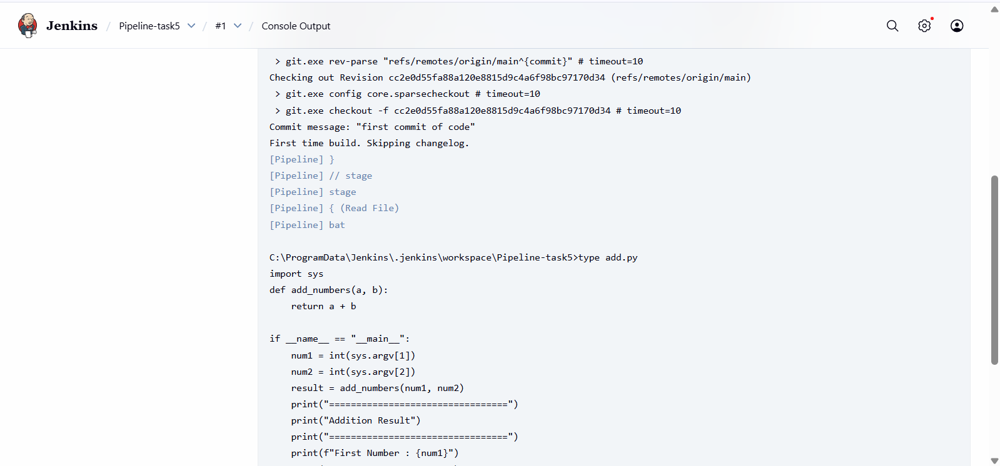 Jenkins / Pipeline-task5 / #1 / Console Output
> git.exe rev-parse "refs/remotes/origin/main^{commit}" # timeout=10
Checking out Revision cc2e0d55fa88a120e8815d9c4a6f98bc97170d34 (refs/remotes/origin/main)
> git.exe config core.sparsecheckout # timeout=10
> git.exe checkout -f cc2e0d55fa88a120e8815d9c4a6f98bc97170d34 # timeout=10
Commit message: "first commit of code"
First time build. Skipping changelog.
[Pipeline] }
[Pipeline] // stage
[Pipeline] stage
[Pipeline] { (Read File)
[Pipeline] bat
C:\ProgramData\Jenkins\.jenkins\workspace\Pipeline-task5>type add.py
import sys
def add_numbers(a, b):
    return a + b
if __name__ == "__main__":
    num1 = int(sys.argv[1])
    num2 = int(sys.argv[2])
    result = add_numbers(num1, num2)
    print("=================================")
    print("Addition Result")
    print("=================================")
    print(f"First Number : {num1}")